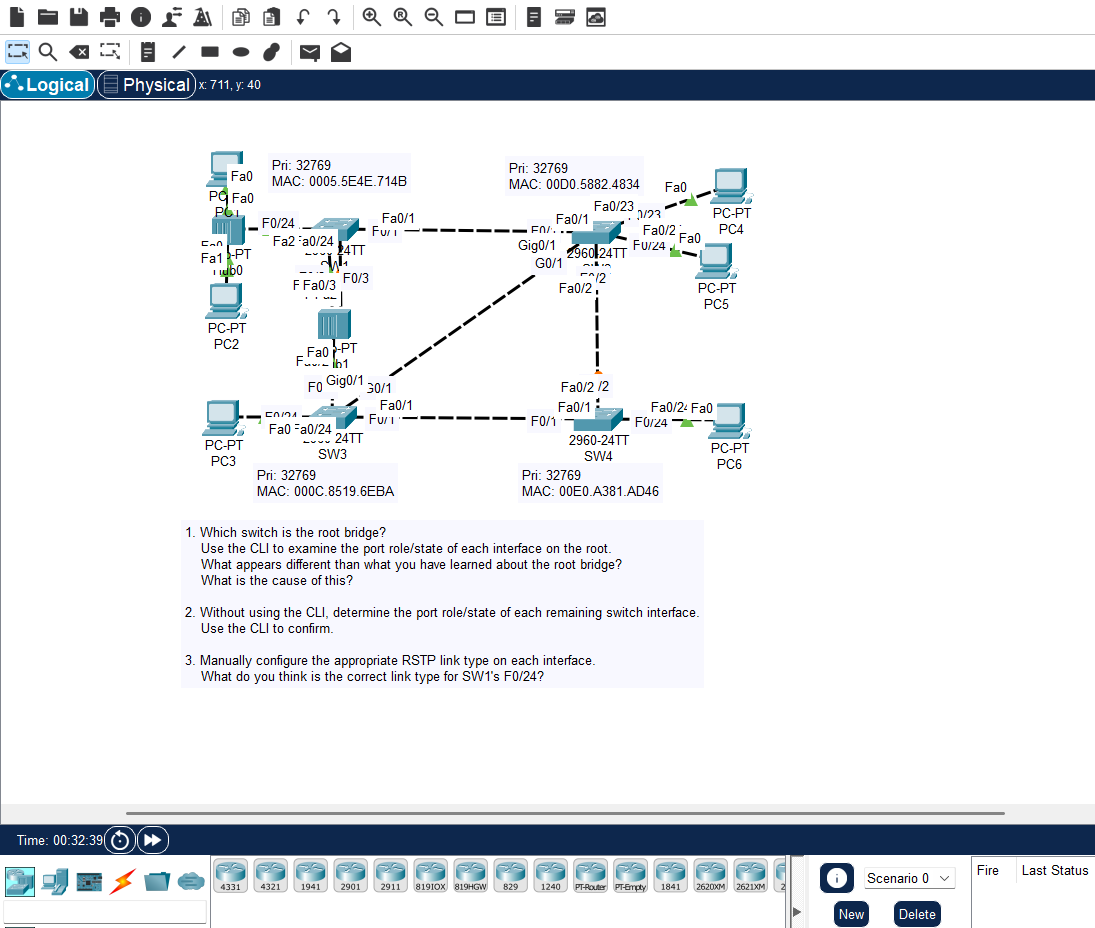 Logical
Physical
x: 711, y: 40
Pri: 32769
MAC: 0005.5E4E.714B
Pri: 32769
MAC: 00D0.5882.4834
Fa0
Fa0
Fa0
PC-PT
PC4
Fa0/23
Fa0/1
F0/24
Fa0/1
Fa2
Fa0/24
24TT
Gig0/1
2960-24TT
Fa0/2
F0/24
Fa0
G0/1
Fa1
F0/3
Fa0/3
Fa0/2
PC-PT
PC5
PC-PT
PC2
Fa0
Gig0/1
G0/1
Fa0/2
Fa0/1
Fa0/1
F0/1
F0/1
Fa0/24
Fa0
F0/24
PC-PT
PC3
Fa0
Fa0/24
24TT
SW3
2960-24TT
SW4
PC-PT
PC6
Pri: 32769
MAC: 000C.8519.6EBA
Pri: 32769
MAC: 00E0.A381.AD46
1. Which switch is the root bridge?
Use the CLI to examine the port role/state of each interface on the root.
What appears different than what you have learned about the root bridge?
What is the cause of this?
2. Without using the CLI, determine the port role/state of each remaining switch interface.
Use the CLI to confirm.
3. Manually configure the appropriate RSTP link type on each interface.
What do you think is the correct link type for SW1's F0/24?
Time: 00:32:39
4331
4321
1941
2901
2911
819IOX
819HGW
829
1240
PT-Router
PT-Empty
1841
2620XM
2621XM
Scenario 0
New
Delete
Fire
Last Status